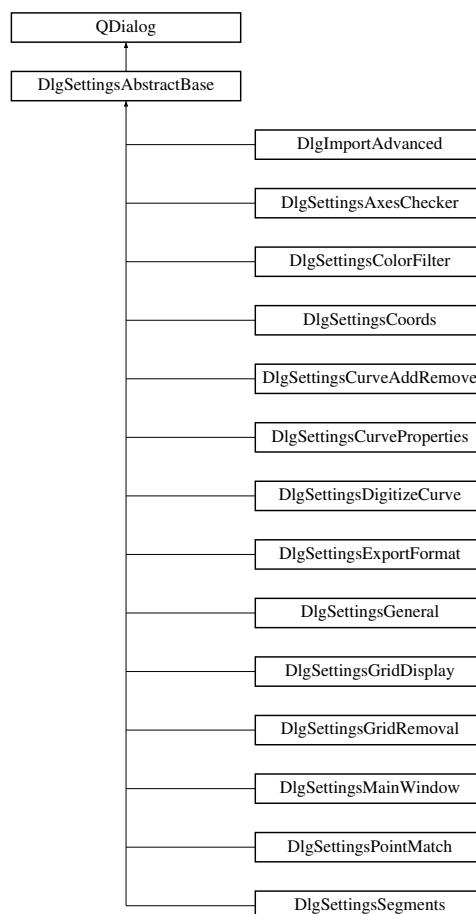 QDialog
DlgSettingsAbstractBase
DlgImportAdvanced
DlgSettingsAxesChecker
DlgSettingsColorFilter
DlgSettingsCoords
DlgSettingsCurveAddRemove
DlgSettingsCurveProperties
DlgSettingsDigitizeCurve
DlgSettingsExportFormat
DlgSettingsGeneral
DlgSettingsGridDisplay
DlgSettingsGridRemoval
DlgSettingsMainWindow
DlgSettingsPointMatch
DlgSettingsSegments